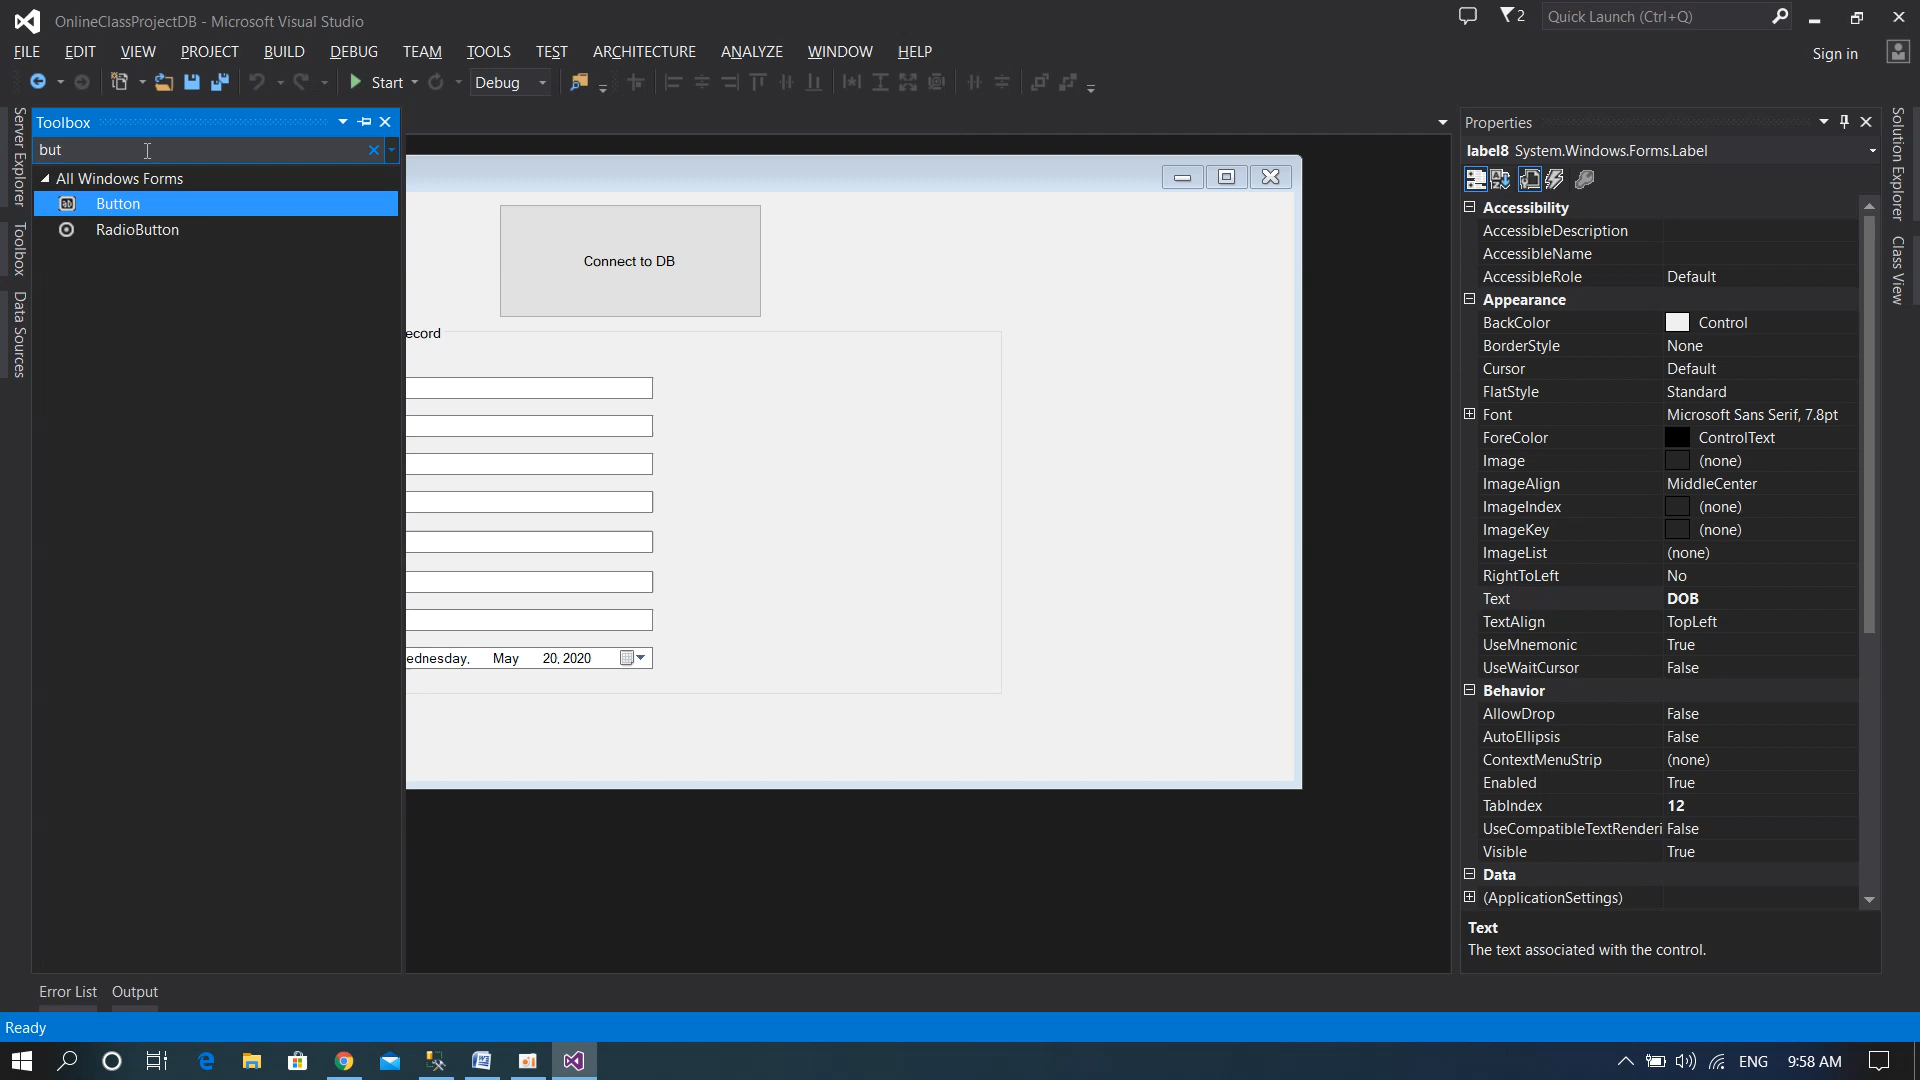 OnlineClassProjectDB - Microsoft Visual Studio
2
Quick Launch (Ctrl+Q)
FILE EDIT VIEW PROJECT BUILD DEBUG TEAM TOOLS TEST ARCHITECTURE ANALYZE WINDOW HELP
Sign in
Start
Debug
Server Explorer
Toolbox
Data Sources
Toolbox
but
All Windows Forms
Button
RadioButton
Connect to DB
ecord
ednesday, May 20, 2020
Properties
label8 System.Windows.Forms.Label
Accessibility
AccessibleDescription
AccessibleName
AccessibleRole Default
Appearance
BackColor Control
BorderStyle None
Cursor Default
FlatStyle Standard
Font Microsoft Sans Serif, 7.8pt
ForeColor ControlText
Image (none)
ImageAlign MiddleCenter
ImageIndex (none)
ImageKey (none)
ImageList (none)
RightToLeft No
Text DOB
TextAlign TopLeft
UseMnemonic True
UseWaitCursor False
Behavior
AllowDrop False
AutoEllipsis False
ContextMenuStrip (none)
Enabled True
TabIndex 12
UseCompatibleTextRenderi False
Visible True
Data
(ApplicationSettings)
Text
The text associated with the control.
Solution Explorer
Class View
Error List Output
Ready
ENG 9:58 AM